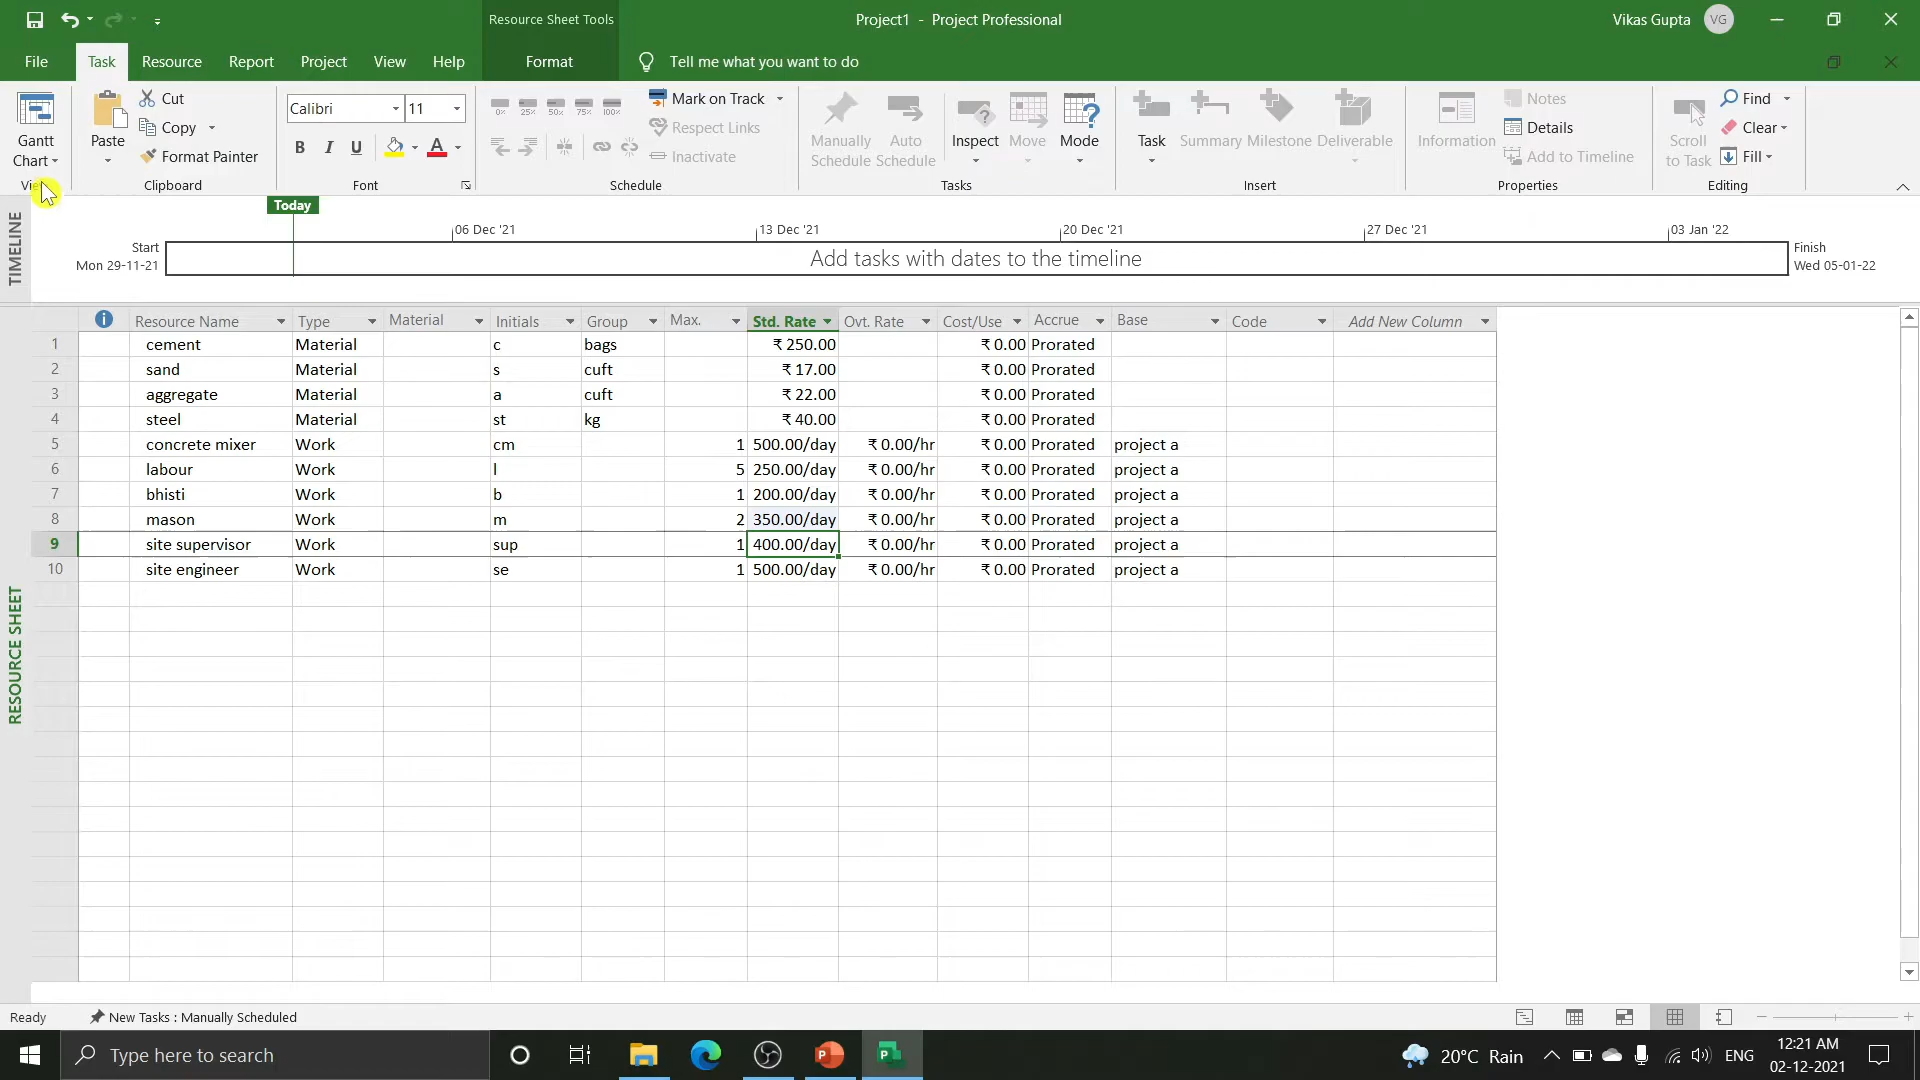 Resource Sheet Tools
Project1 - Project Professional
Vikas Gupta VG
File Task Resource Report Project View Help Format Tell me what you want to do
Gantt Chart
Paste
Cut
Copy
Format Painter
Clipboard
Calibri 11
B I U A
Font
0% 25% 50% 75% 100%
Mark on Track
Respect Links
Inactivate
Schedule
Manually Schedule
Auto Schedule
Inspect Move Mode
Tasks
Task Summary Milestone Deliverable
Insert
Information
Notes
Details
Add to Timeline
Properties
Scroll to Task
Find
Clear
Fill
Editing
TIMELINE
Today
06 Dec '21 13 Dec '21 20 Dec '21 27 Dec '21 03 Jan '22
Start
Mon 29-11-21
Add tasks with dates to the timeline
Finish
Wed 05-01-22
RESOURCE SHEET
Resource Name Type Material Initials Group Max. Std. Rate Ovt. Rate Cost/Use Accrue Base Code Add New Column
1 cement Material c bags ₹ 250.00 ₹ 0.00 Prorated
2 sand Material s cuft ₹ 17.00 ₹ 0.00 Prorated
3 aggregate Material a cuft ₹ 22.00 ₹ 0.00 Prorated
4 steel Material st kg ₹ 40.00 ₹ 0.00 Prorated
5 concrete mixer Work cm 1 500.00/day ₹ 0.00/hr ₹ 0.00 Prorated project a
6 labour Work l 5 250.00/day ₹ 0.00/hr ₹ 0.00 Prorated project a
7 bhisti Work b 1 200.00/day ₹ 0.00/hr ₹ 0.00 Prorated project a
8 mason Work m 2 350.00/day ₹ 0.00/hr ₹ 0.00 Prorated project a
9 site supervisor Work sup 1 400.00/day ₹ 0.00/hr ₹ 0.00 Prorated project a
10 site engineer Work se 1 500.00/day ₹ 0.00/hr ₹ 0.00 Prorated project a
Ready New Tasks : Manually Scheduled
Type here to search
20°C Rain
ENG
12:21 AM
02-12-2021